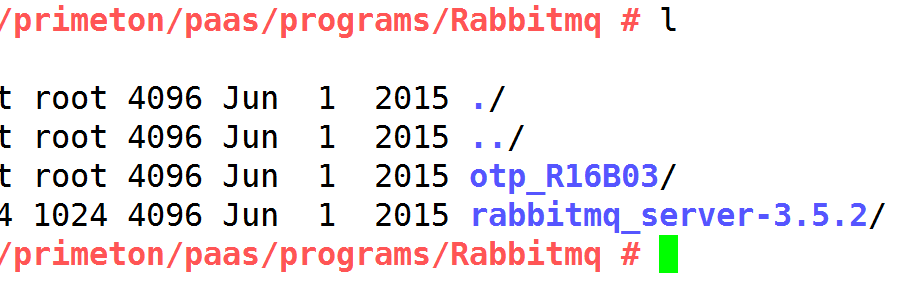 /primeton/paas/programs/Rabbitmq # l
t root 4096 Jun  1  2015 ./
t root 4096 Jun  1  2015 ../
t root 4096 Jun  1  2015 otp_R16B03/
4 1024 4096 Jun  1  2015 rabbitmq_server-3.5.2/
/primeton/paas/programs/Rabbitmq #